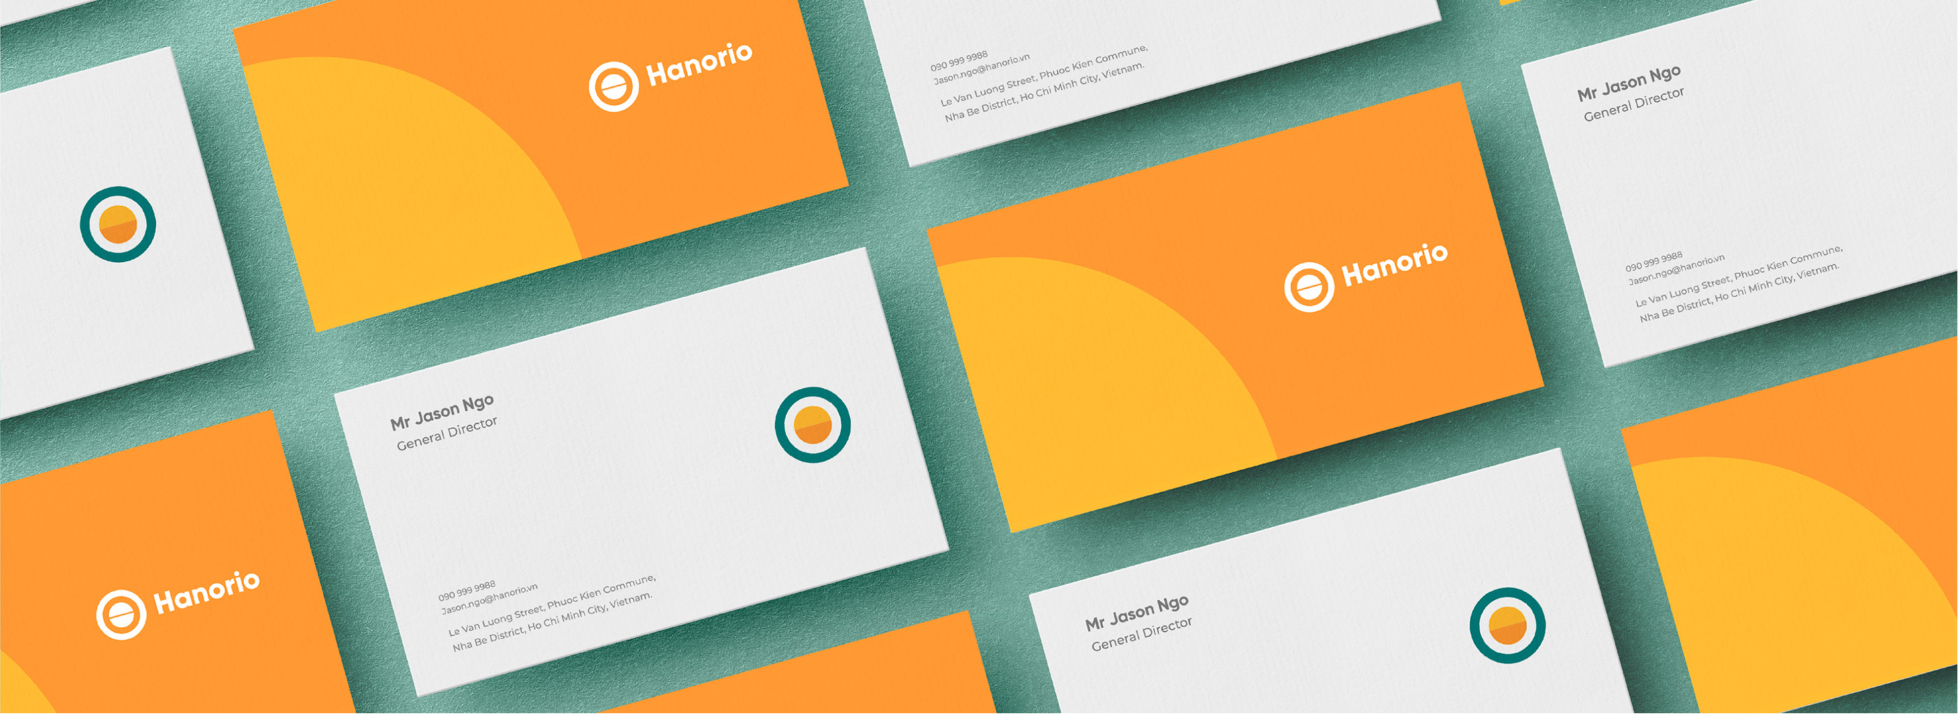 Hanorio
090 999 9988
Jason.ngo@hanorio.vn
Le Van Luong Street, Phuoc Kien Commune,
Nha Be District, Ho Chi Minh City, Vietnam.
Mr Jason Ngo
General Director
Hanorio
090 999 9988
Jason.ngo@hanorio.vn
Le Van Luong Street, Phuoc Kien Commune,
Nha Be District, Ho Chi Minh City, Vietnam.
Mr Jason Ngo
General Director
090 999 9988
Jason.ngo@hanorio.vn
Le Van Luong Street, Phuoc Kien Commune,
Nha Be District, Ho Chi Minh City, Vietnam.
Hanorio
Mr Jason Ngo
General Director